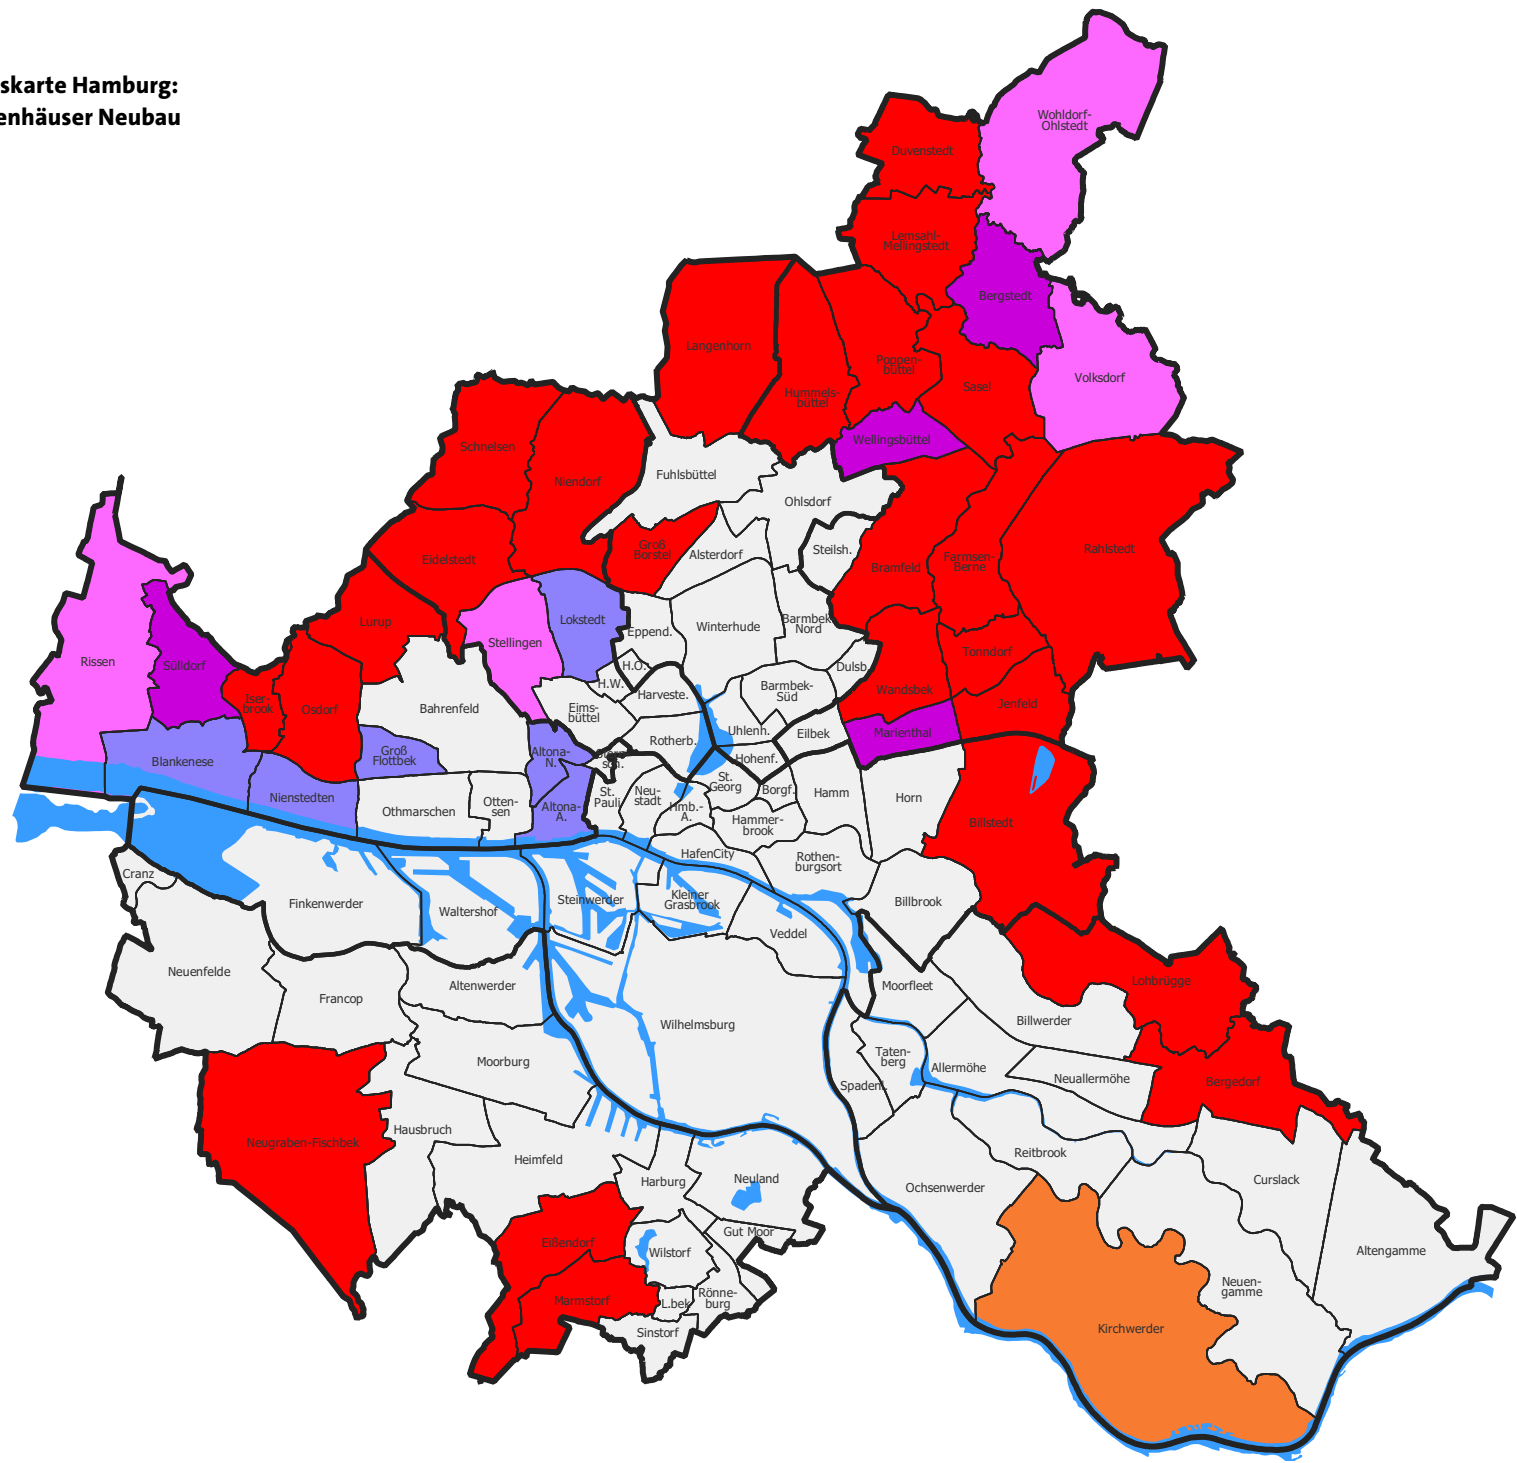 skarte Hamburg:
enhäuser Neubau
Wohldorf-
Ohlstedt
Duvenstedt
Lemsahl-
Mellingstedt
Bergstedt
Langenhorn
Poppen-
büttel
Volksdorf
Sasel
Hummels-
büttel
Wellingsbüttel
Schnelsen
Niendorf
Fuhlsbüttel
Ohlsdorf
Groß
Borstel
Alsterdorf
Steilsh.
Rahlstedt
Eidelstedt
Bramfeld
Farmsen-
Berne
Lurup
Lokstedt
Stellingen
Eppend.
Winterhude
Barmbek-
Nord
Tonndorf
Rissen
Sülldorf
H.O.
Dulsb.
H.W.
Harveste.
Barmbek-
Süd
Wandsbek
Jenfeld
Iser-
brook
Osdorf
Bahrenfeld
Eims-
büttel
Uhlenh.
Eilbek
Marienthal
Rotherb.
Blankenese
Groß
Flottbek
Altona-
N.
Stern-
sch.
Hohenf.
St.
Georg
Borgf.
Hamm
Horn
Nienstedten
Othmarschen
Otten-
sen
Altona-
A.
St.
Pauli
Neu-
stadt
Hmb.-
A.
Hammer-
brook
Billstedt
HafenCity
Rothen-
burgsort
Cranz
Finkenwerder
Waltershof
Steinwerder
Kleiner
Grasbrook
Billbrook
Veddel
Neuenfelde
Francop
Altenwerder
Moorfleet
Lohbrügge
Wilhelmsburg
Billwerder
Moorburg
Taten-
berg
Allermöhe
Neuallermöhe
Bergedorf
Spadenl.
Neugraben-Fischbek
Hausbruch
Heimfeld
Reitbrook
Harburg
Neuland
Ochsenwerder
Curslack
Gut Moor
Eißendorf
Wilstorf
Altengamme
Neuen-
gamme
Marmstorf
L.bek
Rönne-
burg
Sinstorf
Kirchwerder